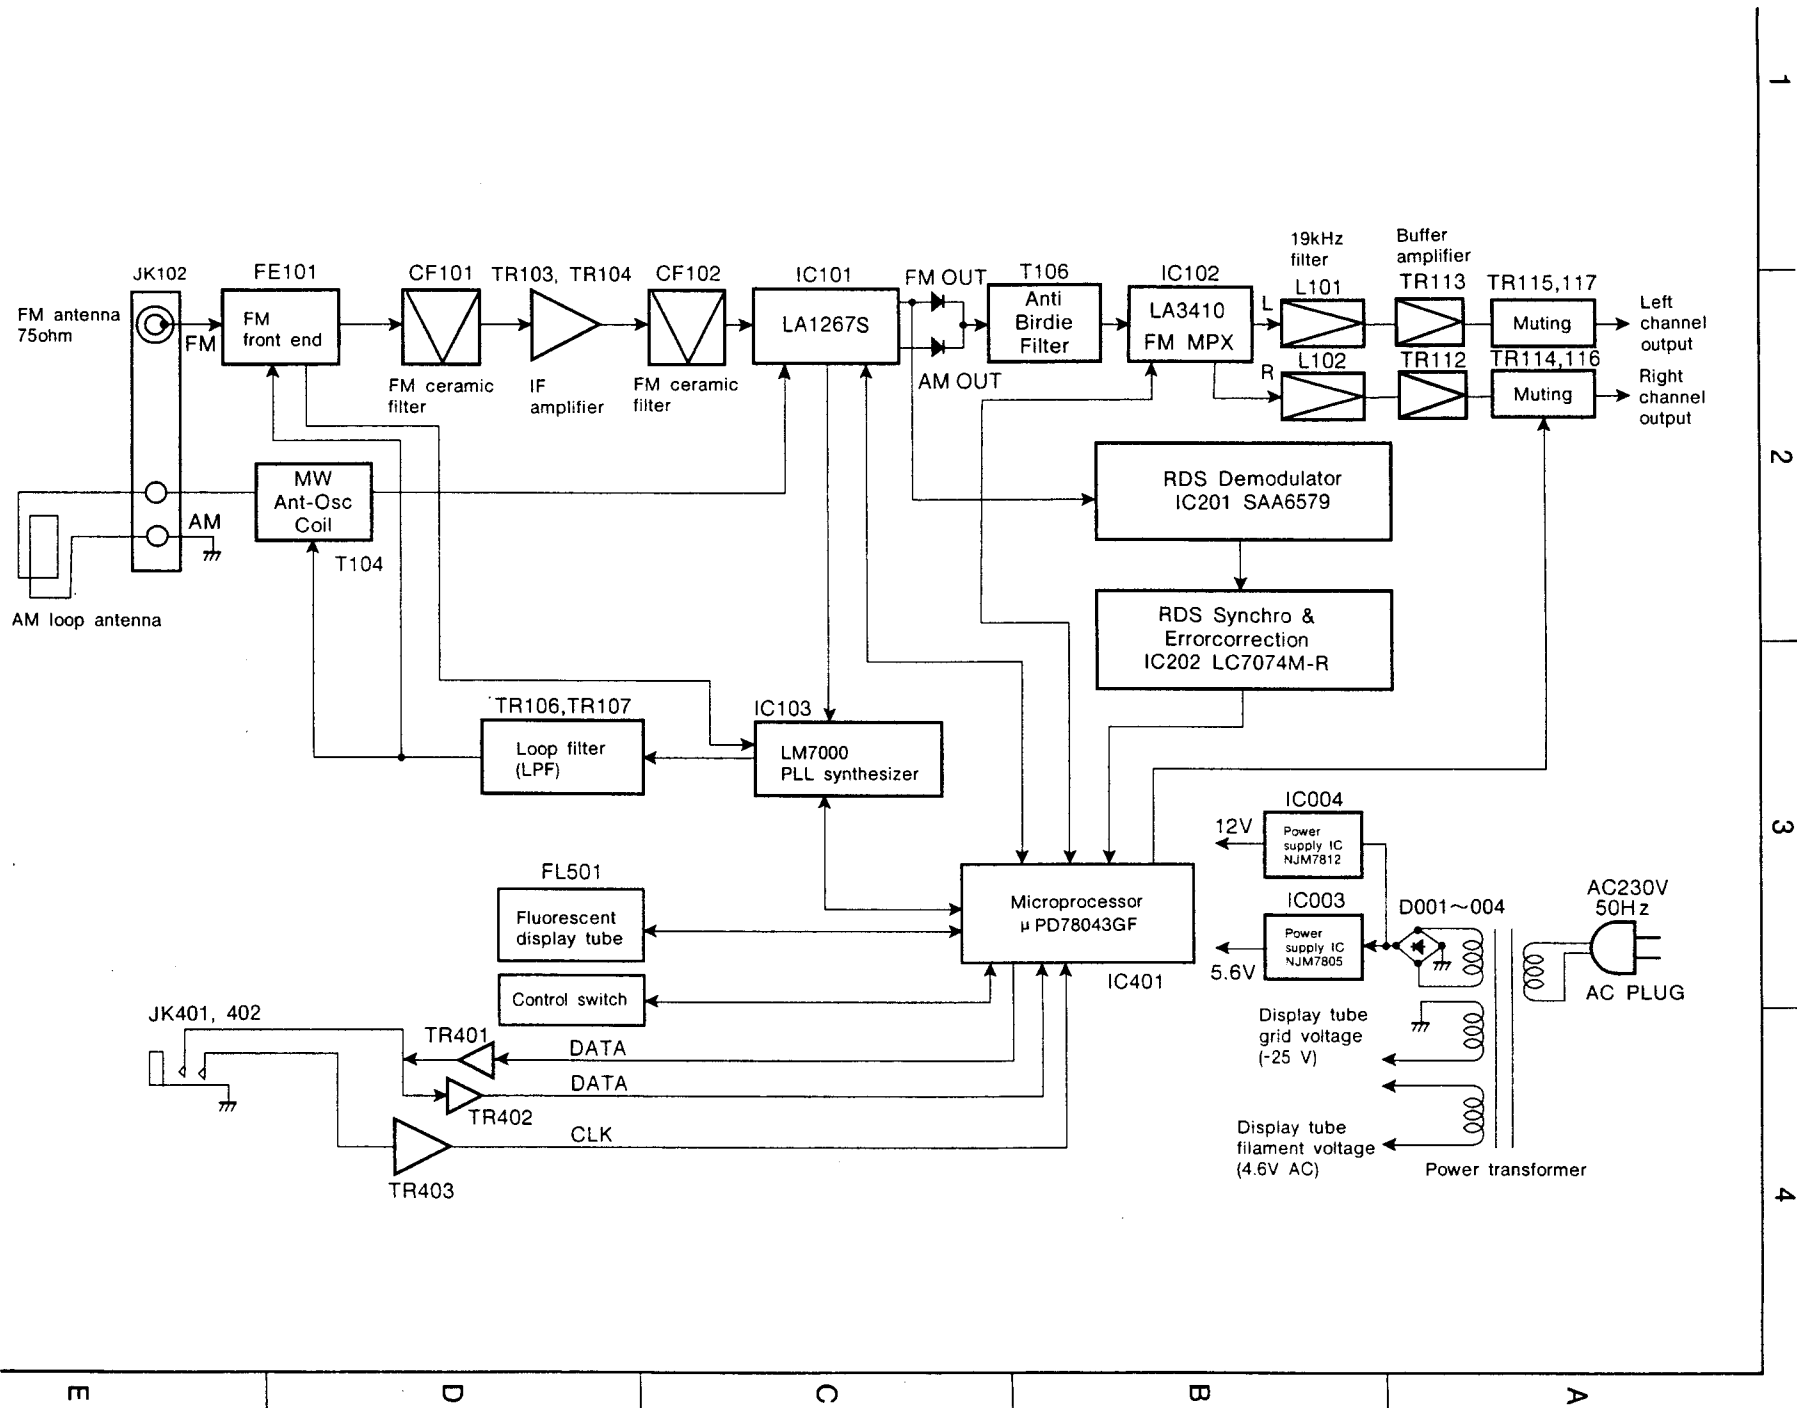 1
19kHz
filter
Buffer
amplifier
JK102
FE101
CF101
TR103, TR104
CF102
IC101
FM OUT
T106
IC102
L101
TR113
TR115,117
FM antenna
75ohm
FM
FM
front end
LA1267S
Anti
Birdie
Filter
LA3410
FM MPX
L
Muting
Left
channel
output
FM ceramic
filter
IF
amplifier
FM ceramic
filter
AM OUT
R
L102
TR112
TR114,116
Muting
Right
channel
output
2
MW
Ant-Osc
Coil
AM
T104
AM loop antenna
RDS Demodulator
IC201 SAA6579
RDS Synchro &
Errorcorrection
IC202 LC7074M-R
TR106,TR107
Loop filter
(LPF)
IC103
LM7000
PLL synthesizer
3
IC004
12V
Power
supply IC
NJM7812
FL501
Fluorescent
display tube
Microprocessor
μPD78043GF
IC401
IC003
Power
supply IC
NJM7805
5.6V
D001~004
AC230V
50Hz
AC PLUG
Control switch
JK401, 402
TR401
DATA
DATA
TR402
CLK
TR403
Display tube
grid voltage
(-25 V)
Display tube
filament voltage
(4.6V AC)
Power transformer
4
E
D
C
B
A